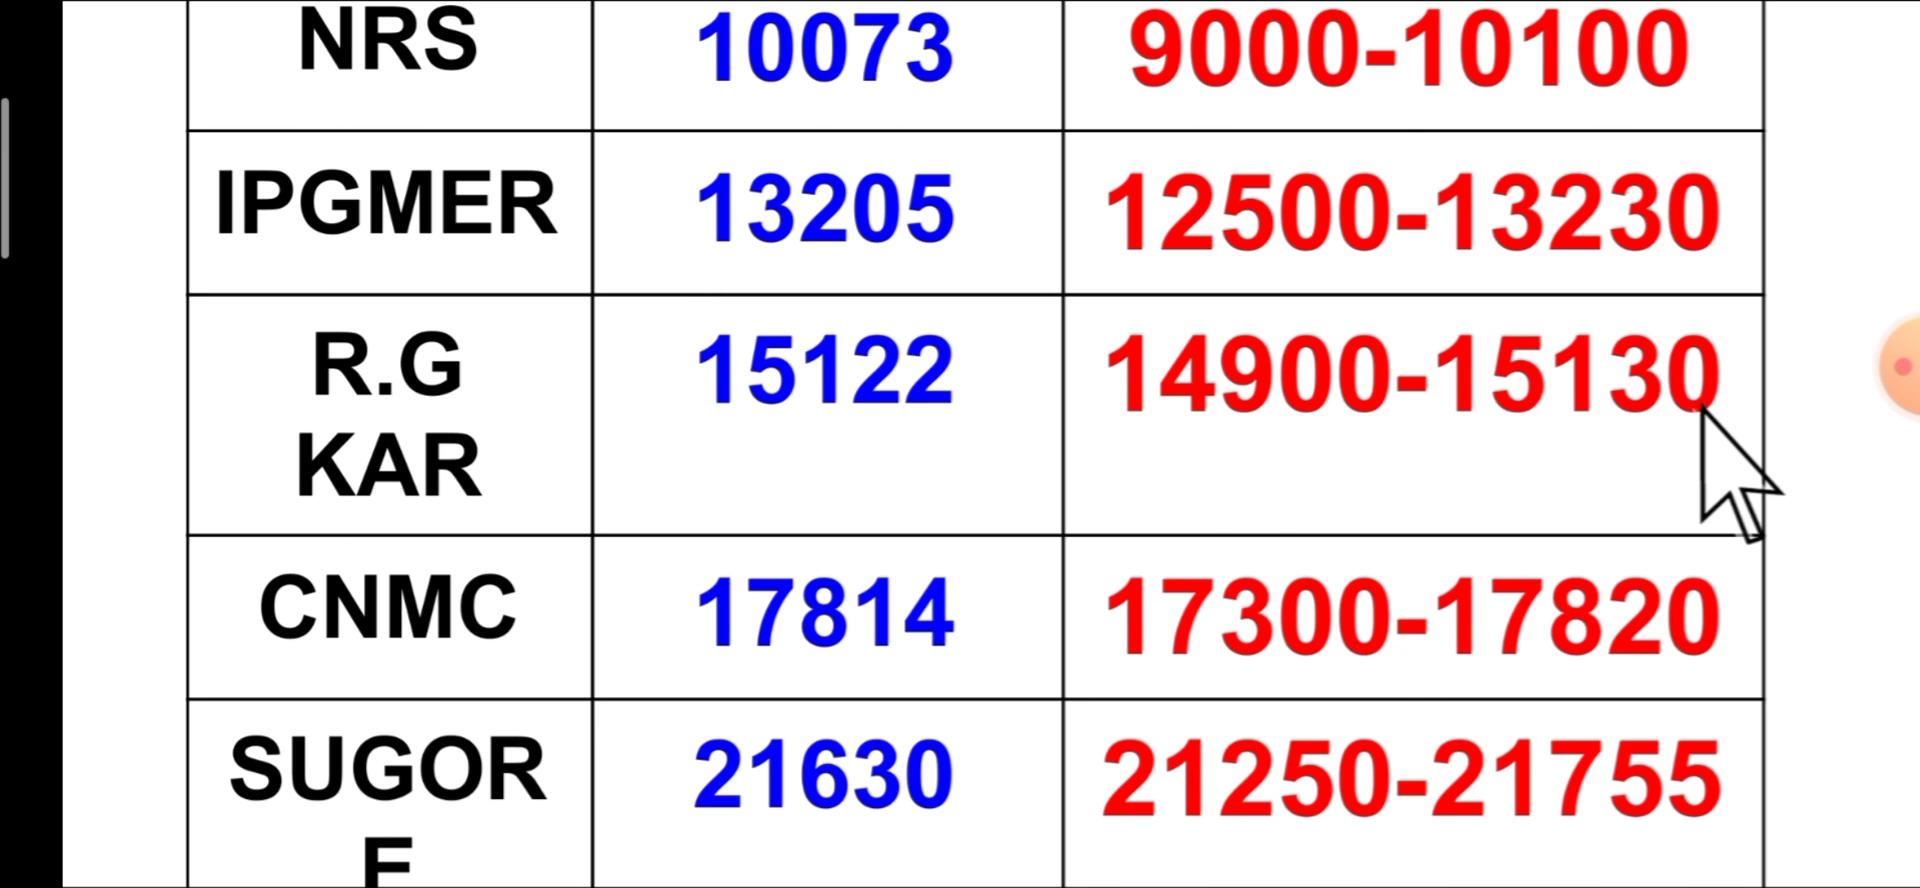 NRS 10073 9000-10100
IPGMER 13205 12500-13230
R.G 15122 14900-15130
KAR
CNMC 17814 17300-17820
SUGOR 21630 21250-21755